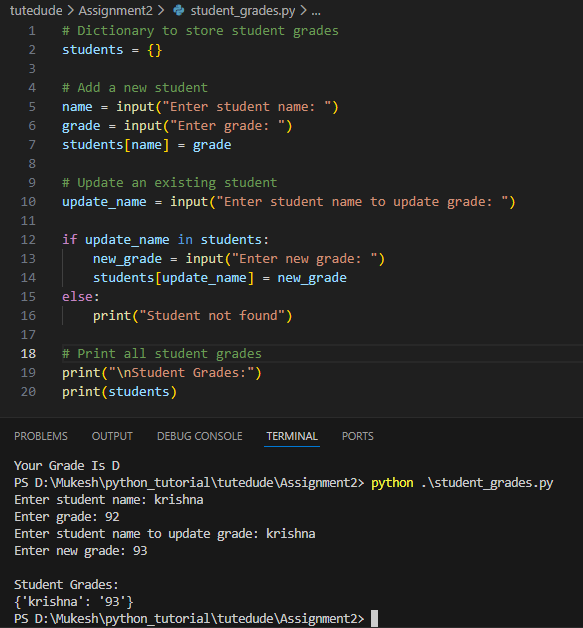 tutedude > Assignment2 > student_grades.py > ...
1 # Dictionary to store student grades
2 students = {}
3
4 # Add a new student
5 name = input("Enter student name: ")
6 grade = input("Enter grade: ")
7 students[name] = grade
8
9 # Update an existing student
10 update_name = input("Enter student name to update grade: ")
11
12 if update_name in students:
13     new_grade = input("Enter new grade: ")
14     students[update_name] = new_grade
15 else:
16     print("Student not found")
17
18 # Print all student grades
19 print("\nStudent Grades:")
20 print(students)
PROBLEMS OUTPUT DEBUG CONSOLE TERMINAL PORTS
Your Grade Is D
PS D:\Mukesh\python_tutorial\tutedude\Assignment2> python .\student_grades.py
Enter student name: krishna
Enter grade: 92
Enter student name to update grade: krishna
Enter new grade: 93

Student Grades:
{'krishna': '93'}
PS D:\Mukesh\python_tutorial\tutedude\Assignment2>